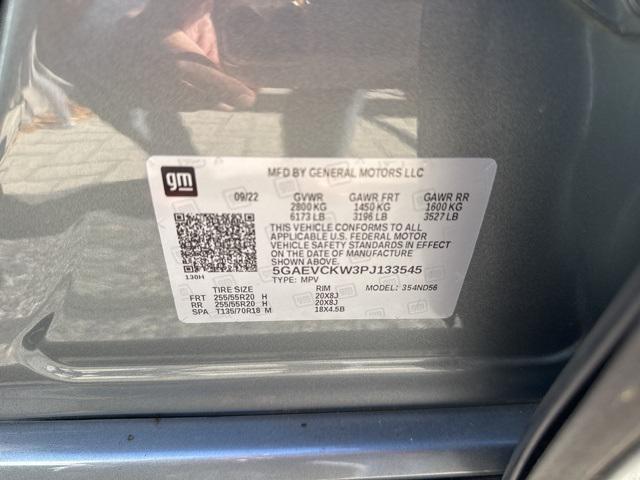 gm
MFD BY GENERAL MOTORS LLC
09/22 GVWR GAWR FRT GAWR RR
2800 KG 1450 KG 1600 KG
6173 LB 3196 LB 3527 LB
THIS VEHICLE CONFORMS TO ALL
APPLICABLE U.S. FEDERAL MOTOR
VEHICLE SAFETY STANDARDS IN EFFECT
ON THE DATE OF MANUFACTURE
SHOWN ABOVE.
5GAEVCKW3PJ133545
130H TYPE: MPV
TIRE SIZE RIM MODEL: 354ND56
FRT 255/55R20 H 20X8J
RR 255/55R20 H 20X8J
SPA T135/70R18 M 18X4.5B